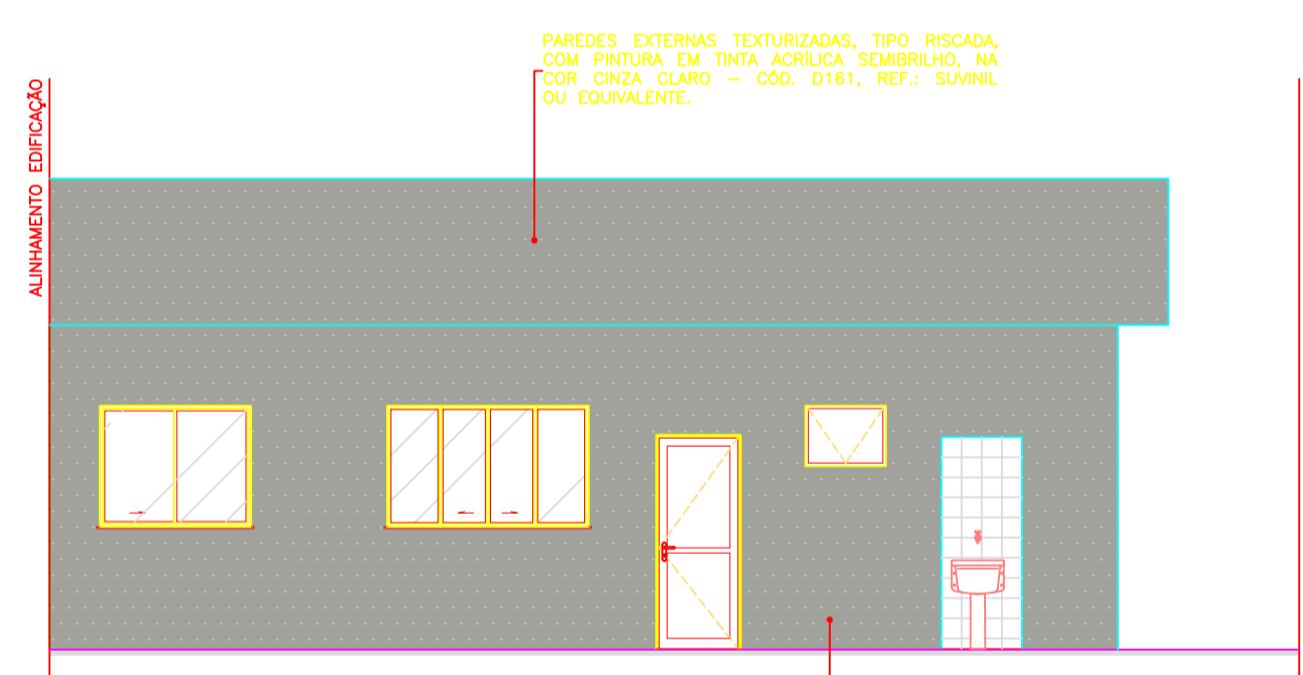 PAREDES EXTERNAS TEXTURIZADAS, TIPO RISCADA,
COM PINTURA EM TINTA ACRÍLICA SEMIBRILHO, NA
COR CINZA CLARO – CÓD. D161, REF.: SUVINIL
OU EQUIVALENTE.
ALINHAMENTO EDIFICAÇÃO